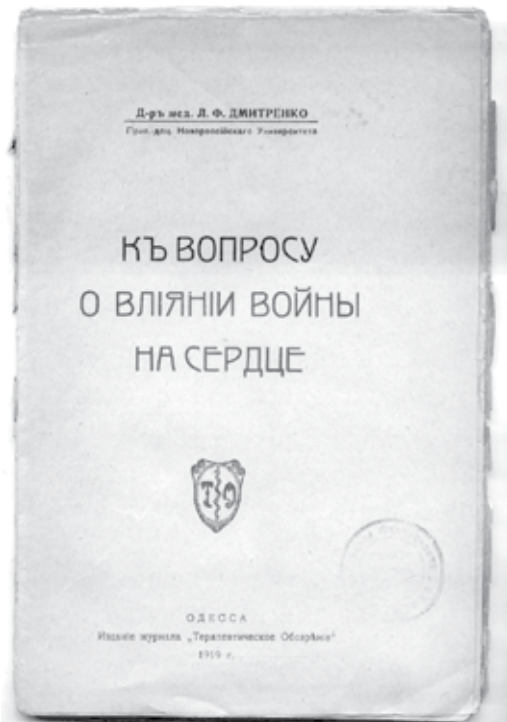 Д-ръ мед. Л. Ф. ДМИТРЕНКО
Прив.-доц. Новороссійскаго Университета
КЪ ВОПРОСУ
О ВЛІЯНІИ ВОЙНЫ
НА СЕРДЦЕ
ТО
ОДЕССА
Изданіе журнала „Терапевтическое Обозрѣніе"
1919 г.